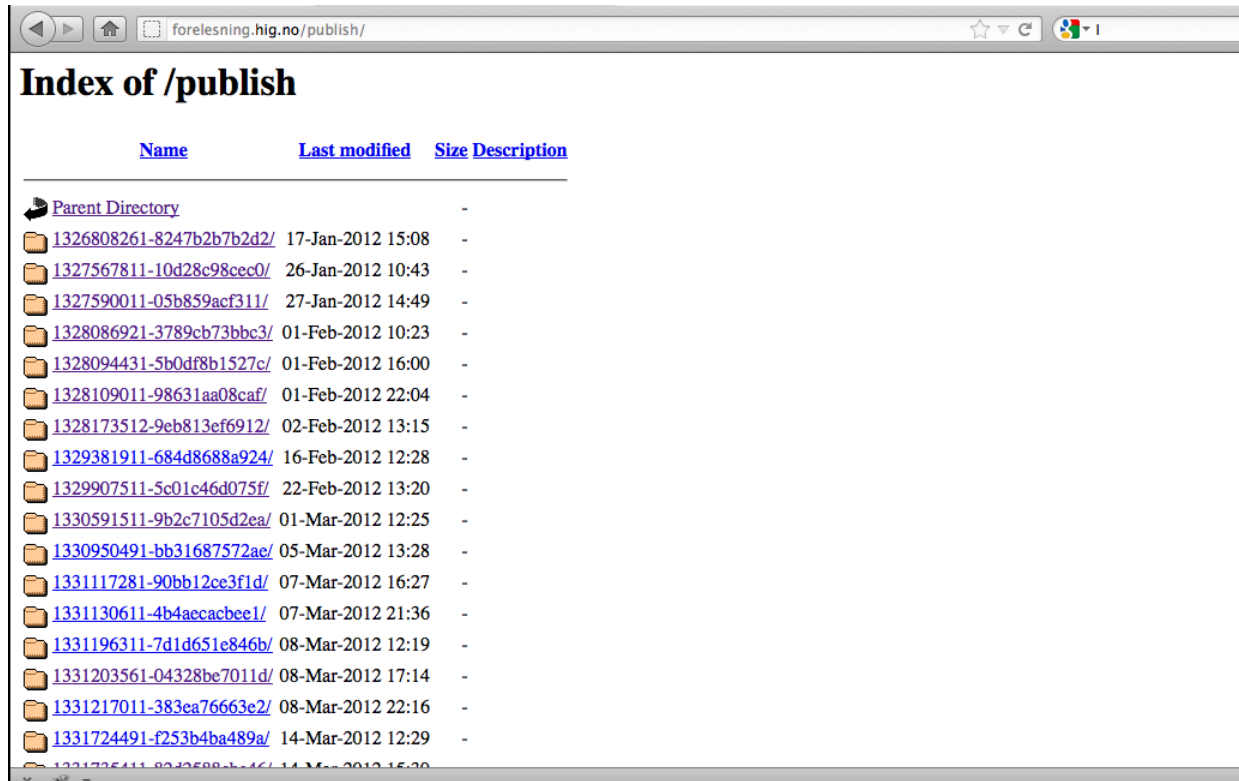 forelesning.hig.no/publish/
Index of /publish
Name Last modified Size Description
Parent Directory -
1326808261-8247b2b7b2d2/ 17-Jan-2012 15:08 -
1327567811-10d28c98cec0/ 26-Jan-2012 10:43 -
1327590011-05b859acf311/ 27-Jan-2012 14:49 -
1328086921-3789cb73bbc3/ 01-Feb-2012 10:23 -
1328094431-5b0df8b1527c/ 01-Feb-2012 16:00 -
1328109011-98631aa08caf/ 01-Feb-2012 22:04 -
1328173512-9eb813ef6912/ 02-Feb-2012 13:15 -
1329381911-684d8688a924/ 16-Feb-2012 12:28 -
1329907511-5c01c46d075f/ 22-Feb-2012 13:20 -
1330591511-9b2c7105d2ea/ 01-Mar-2012 12:25 -
1330950491-bb31687572ae/ 05-Mar-2012 13:28 -
1331117281-90bb12ce3f1d/ 07-Mar-2012 16:27 -
1331130611-4b4aecacbee1/ 07-Mar-2012 21:36 -
1331196311-7d1d651e846b/ 08-Mar-2012 12:19 -
1331203561-04328be7011d/ 08-Mar-2012 17:14 -
1331217011-383ea76663e2/ 08-Mar-2012 22:16 -
1331724491-f253b4ba489a/ 14-Mar-2012 12:29 -